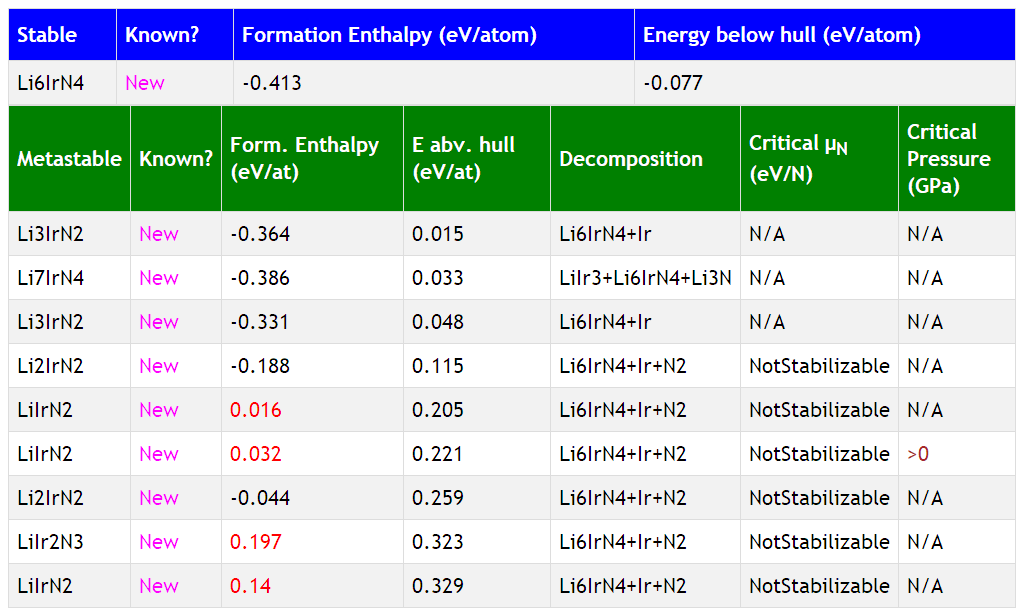 Stable Known? Formation Enthalpy (eV/atom) Energy below hull (eV/atom)
Li6IrN4 New -0.413 -0.077
Metastable Known? Form. Enthalpy (eV/at) E abv. hull (eV/at) Decomposition Critical μN (eV/N) Critical Pressure (GPa)
Li3IrN2 New -0.364 0.015 Li6IrN4+Ir N/A N/A
Li7IrN4 New -0.386 0.033 LiIr3+Li6IrN4+Li3N N/A N/A
Li3IrN2 New -0.331 0.048 Li6IrN4+Ir N/A N/A
Li2IrN2 New -0.188 0.115 Li6IrN4+Ir+N2 NotStabilizable N/A
LiIrN2 New 0.016 0.205 Li6IrN4+Ir+N2 NotStabilizable N/A
LiIrN2 New 0.032 0.221 Li6IrN4+Ir+N2 NotStabilizable >0
Li2IrN2 New -0.044 0.259 Li6IrN4+Ir+N2 NotStabilizable N/A
LiIr2N3 New 0.197 0.323 Li6IrN4+Ir+N2 NotStabilizable N/A
LiIrN2 New 0.14 0.329 Li6IrN4+Ir+N2 NotStabilizable N/A